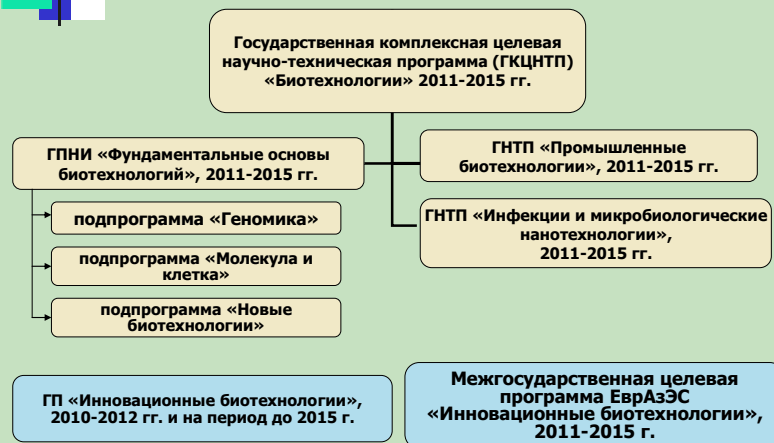 Государственная комплексная целевая
научно-техническая программа (ГКЦНТП)
«Биотехнологии» 2011-2015 гг.
ГПНИ «Фундаментальные основы
биотехнологий», 2011-2015 гг.
ГНТП «Промышленные
биотехнологии», 2011-2015 гг.
подпрограмма «Геномика»
подпрограмма «Молекула и
клетка»
подпрограмма «Новые
биотехнологии»
ГНТП «Инфекции и микробиологические
нанотехнологии»,
2011-2015 гг.
ГП «Инновационные биотехнологии»,
2010-2012 гг. и на период до 2015 г.
Межгосударственная целевая
программа ЕврАзЭС
«Инновационные биотехнологии»,
2011-2015 г.